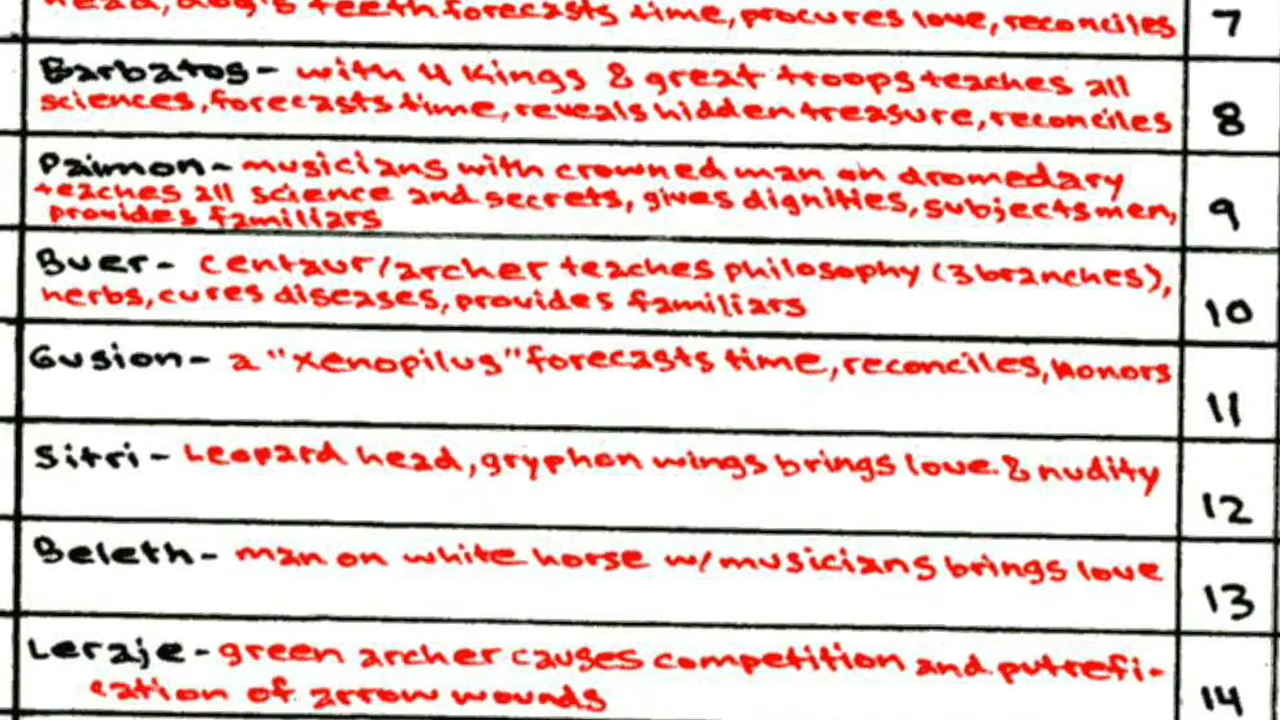 head, dog's teeth forecasts time, procures love, reconciles
7
Barbatos - with 4 Kings & great troops teaches all
sciences, forecasts time, reveals hidden treasure, reconciles
8
Paimon - musicians with crowned man on dromedary
teaches all science and secrets, gives dignities, subjects men,
provides familiars
9
Buer - centaur/archer teaches philosophy (3 branches),
herbs, cures diseases, provides familiars
10
Gusion - a "xenopilus" forecasts time, reconciles, honors
11
Sitri - Leopard head, gryphon wings brings love & nudity
12
Beleth - man on white horse w/ musicians brings love
13
Leraje - green archer causes competition and putrefi-
cation of arrow wounds
14